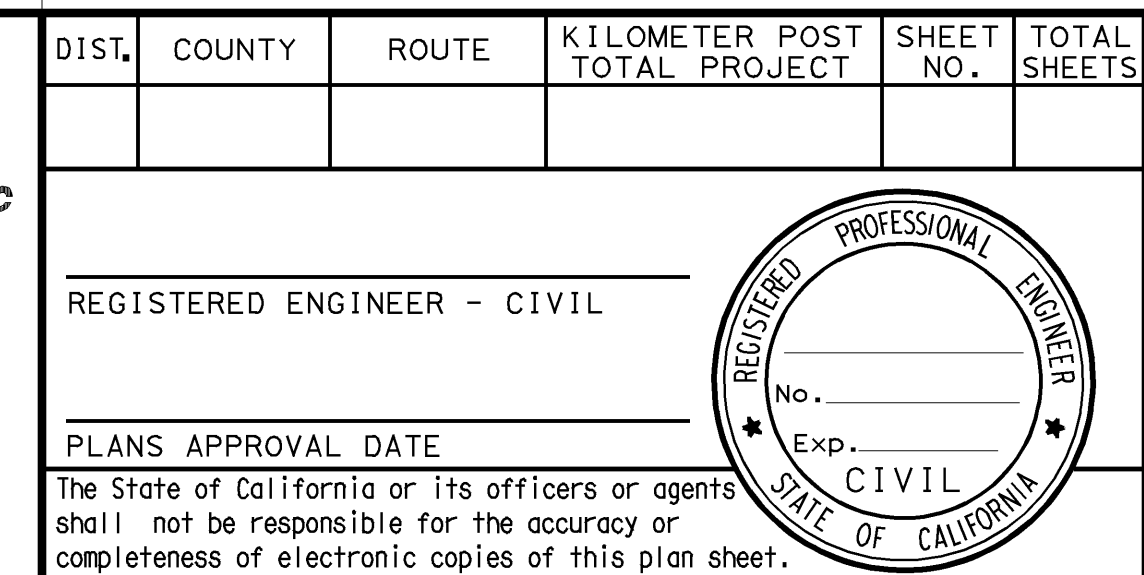 DIST. COUNTY ROUTE KILOMETER POST TOTAL PROJECT SHEET NO. TOTAL SHEETS
REGISTERED ENGINEER - CIVIL
PLANS APPROVAL DATE
The State of California or its officers or agents
shall not be responsible for the accuracy or
completeness of electronic copies of this plan sheet.
REGISTERED PROFESSIONAL ENGINEER
No.
Exp.
CIVIL
STATE OF CALIFORNIA